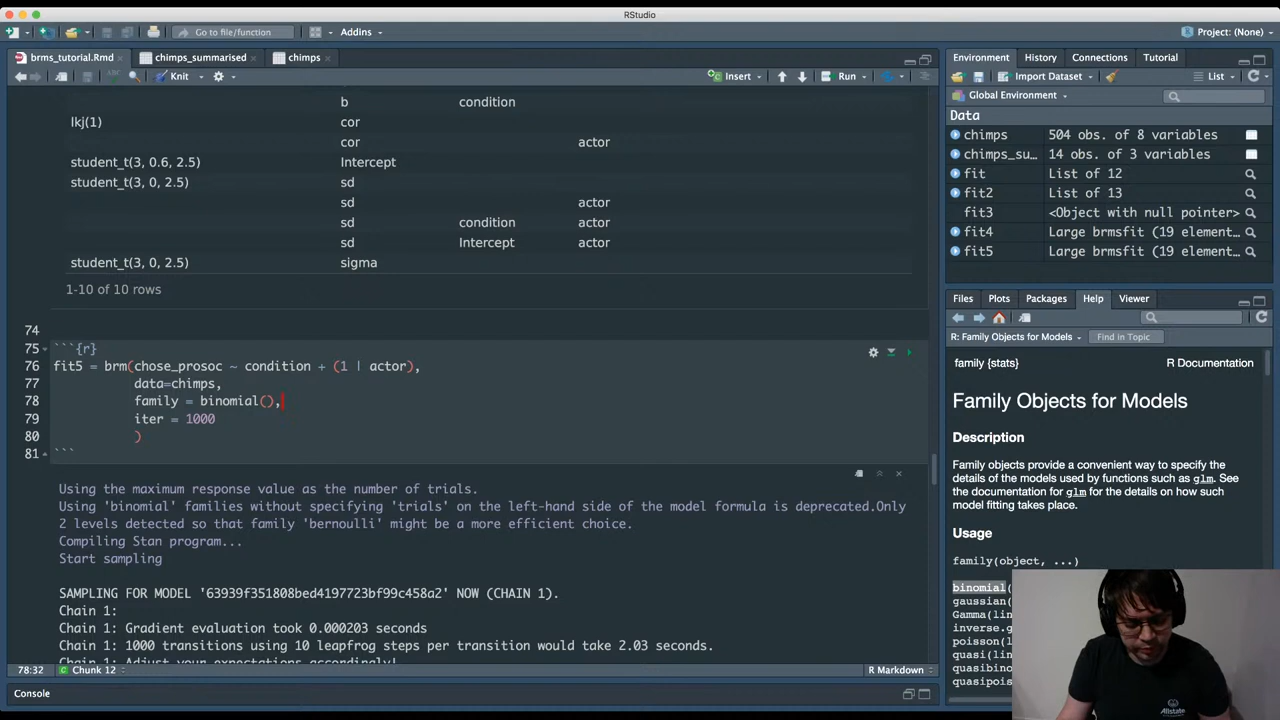 RStudio
Go to file/function
Addins
Project: (None)
brms_tutorial.Rmd
chimps_summarised
chimps
Knit
Insert
Run
b condition
lkj(1) cor
cor actor
student_t(3, 0.6, 2.5) Intercept
student_t(3, 0, 2.5) sd
sd actor
sd condition actor
sd Intercept actor
student_t(3, 0, 2.5) sigma
1-10 of 10 rows
74
75 ```{r}
76 fit5 = brm(chose_prosoc ~ condition + (1 | actor),
77 data=chimps,
78 family = binomial(),
79 iter = 1000
80 )
81 ```
Using the maximum response value as the number of trials.
Using 'binomial' families without specifying 'trials' on the left-hand side of the model formula is deprecated.Only
2 levels detected so that family 'bernoulli' might be a more efficient choice.
Compiling Stan program...
Start sampling
SAMPLING FOR MODEL '63939f351808bed4197723bf99c458a2' NOW (CHAIN 1).
Chain 1:
Chain 1: Gradient evaluation took 0.000203 seconds
Chain 1: 1000 transitions using 10 leapfrog steps per transition would take 2.03 seconds.
Chain 1: Adjust your expectations accordingly!
78:32
Chunk 12
R Markdown
Console
Environment History Connections Tutorial
Import Dataset
List
Global Environment
Data
chimps 504 obs. of 8 variables
chimps_su… 14 obs. of 3 variables
fit List of 12
fit2 List of 13
fit3 <Object with null pointer>
fit4 Large brmsfit (19 element…
fit5 Large brmsfit (19 element…
Files Plots Packages Help Viewer
R: Family Objects for Models
Find in Topic
family {stats}
R Documentation
Family Objects for Models
Description
Family objects provide a convenient way to specify the
details of the models used by functions such as glm.
See the documentation for glm for the details on how such
model fitting takes place.
Usage
family(object, ...)
binomial(
gaussian(
Gamma(lin
inverse.g
poisson(l
quasi(lin
quasibino
quasipois
Allstate